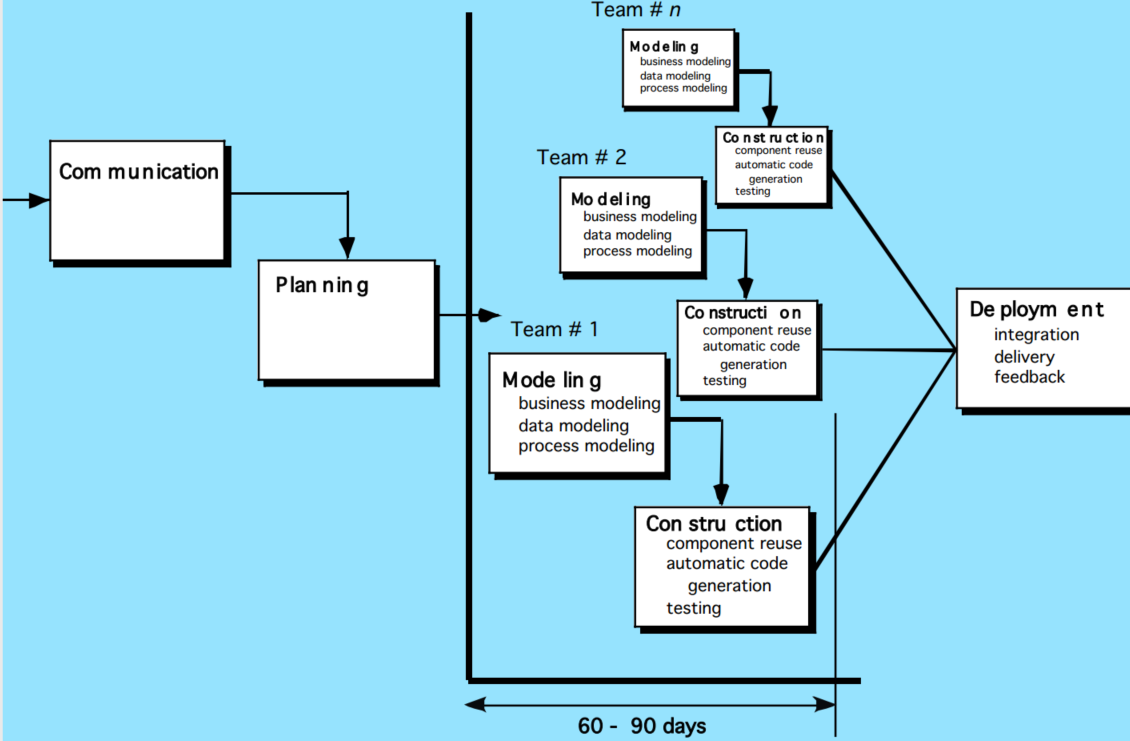 Team # n
Modeling
business modeling
data modeling
process modeling
Construction
component reuse
automatic code
generation
testing
Team # 2
Modeling
business modeling
data modeling
process modeling
Construction
component reuse
automatic code
generation
testing
Communication
Planning
Team # 1
Modeling
business modeling
data modeling
process modeling
Construction
component reuse
automatic code
generation
testing
Deployment
integration
delivery
feedback
60 - 90 days